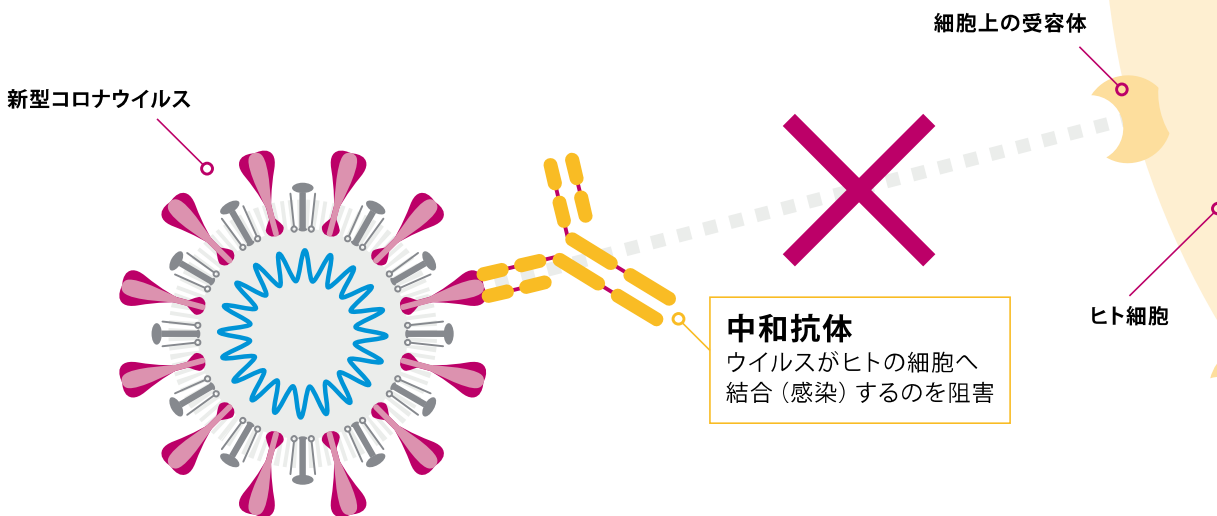 細胞上の受容体
新型コロナウイルス
ヒト細胞
中和抗体
ウイルスがヒトの細胞へ
結合（感染）するのを阻害